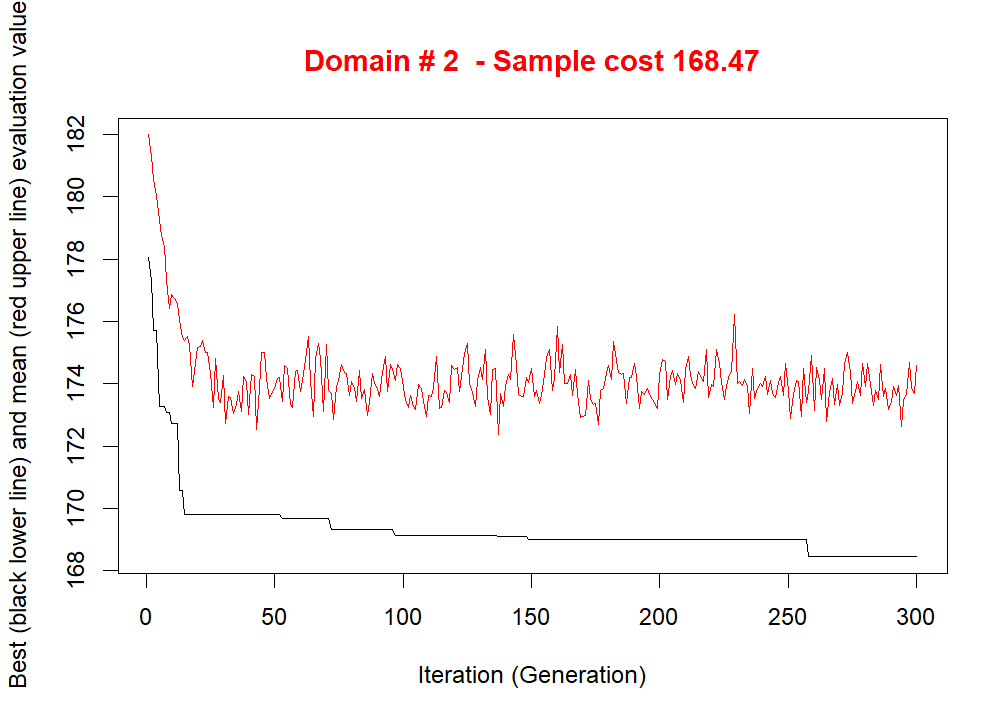 Domain # 2  - Sample cost 168.47
Best (black lower line) and mean (red upper line) evaluation value
182
180
178
176
174
172
170
168
0 50 100 150 200 250 300
Iteration (Generation)